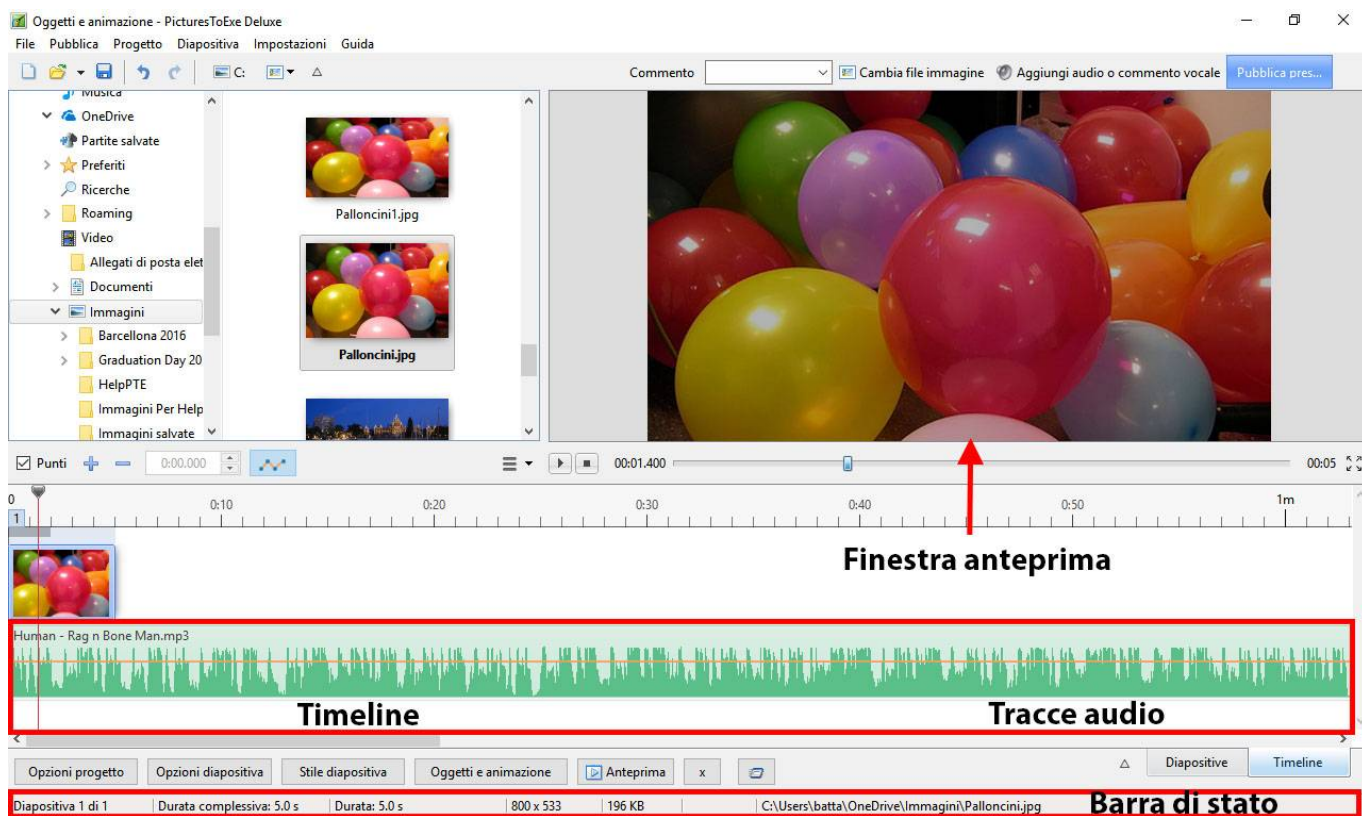 Oggetti e animazione - PicturesToExe Deluxe
File Pubblica Progetto Diapositiva Impostazioni Guida
C: Commento Cambia file immagine Aggiungi audio o commento vocale Pubblica pres...
Musica
OneDrive
Partite salvate
Preferiti
Ricerche
Roaming
Video
Allegati di posta elet
Documenti
Immagini
Barcellona 2016
Graduation Day 20
HelpPTE
Immagini Per Help
Immagini salvate
Palloncini1.jpg
Palloncini.jpg
Punti 0:00.000 00:01.400 00:05
0 0:10 0:20 0:30 0:40 0:50 1m
1
Finestra anteprima
Human - Rag n Bone Man.mp3
Timeline Tracce audio
Opzioni progetto Opzioni diapositiva Stile diapositiva Oggetti e animazione Anteprima x Diapositive Timeline
Diapositiva 1 di 1 Durata complessiva: 5.0 s Durata: 5.0 s 800 x 533 196 KB C:\Users\batta\OneDrive\Immagini\Palloncini.jpg Barra di stato